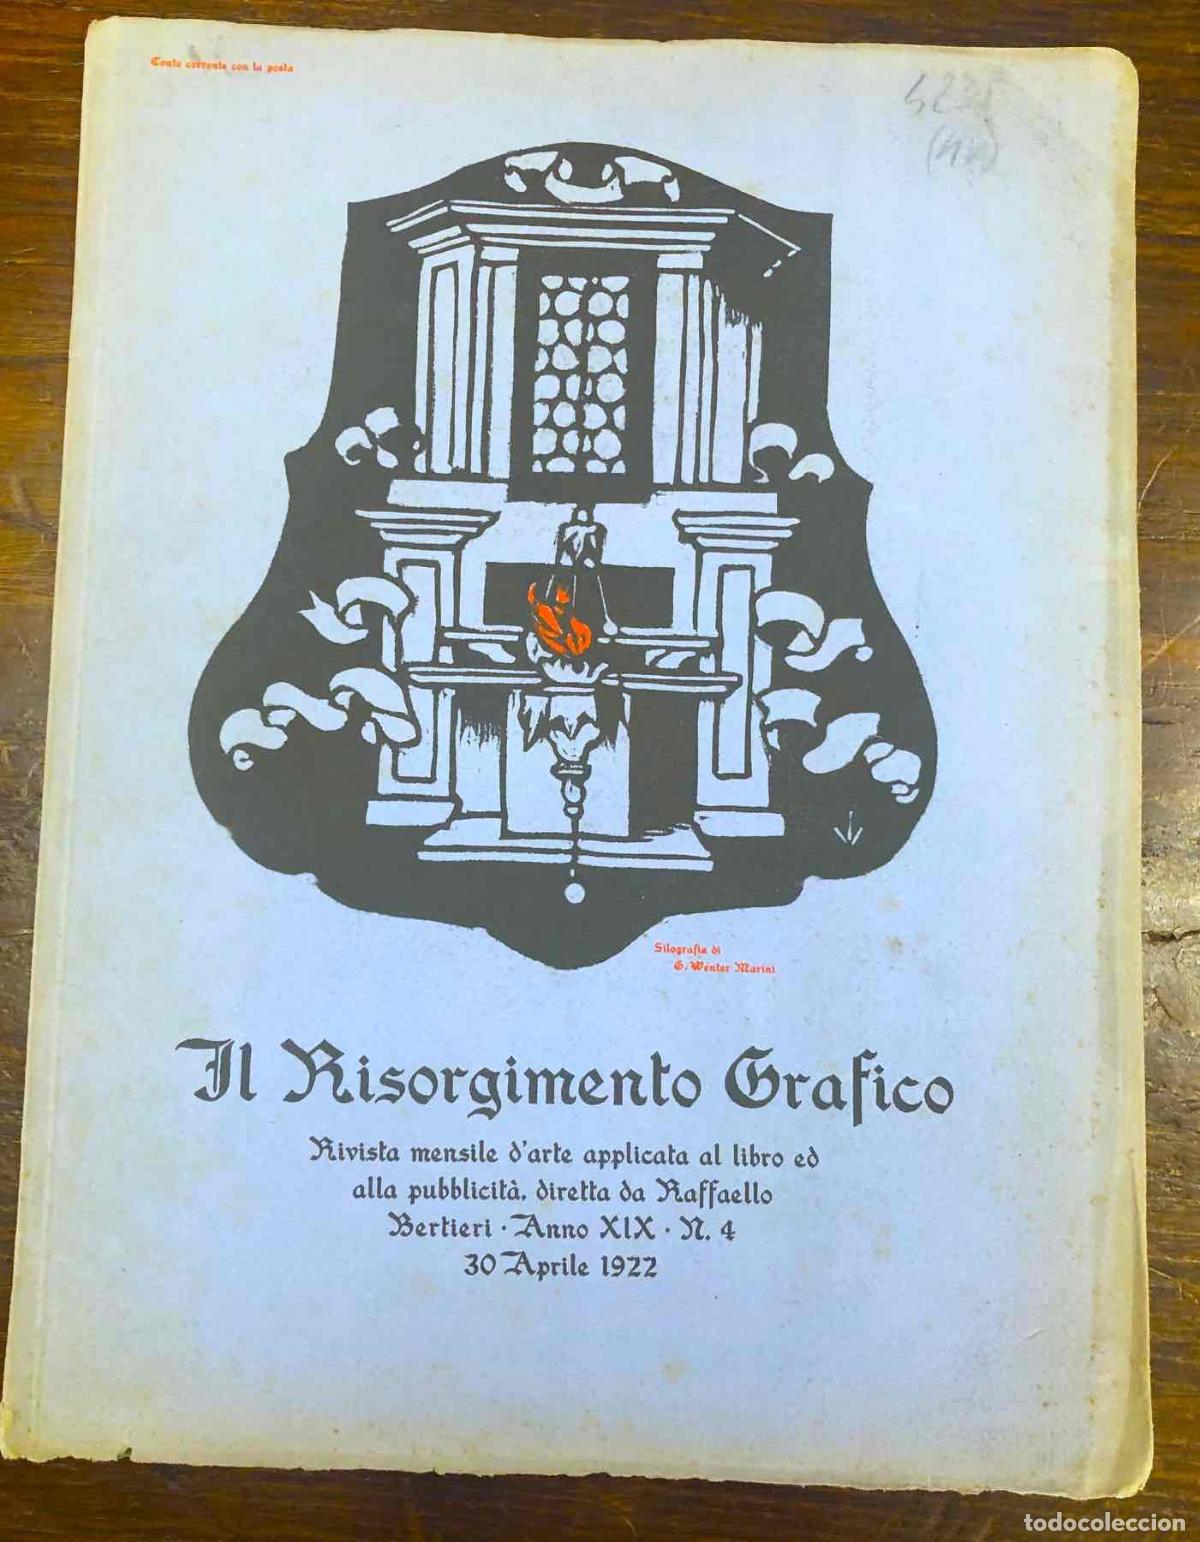 Conto corrente con la posta
Silografia di
G. Wenter Marini
Il Risorgimento Grafico
Rivista mensile d'arte applicata al libro ed
alla pubblicità, diretta da Raffaello
Bertieri · Anno XIX · N. 4
30 Aprile 1922
todocoleccion